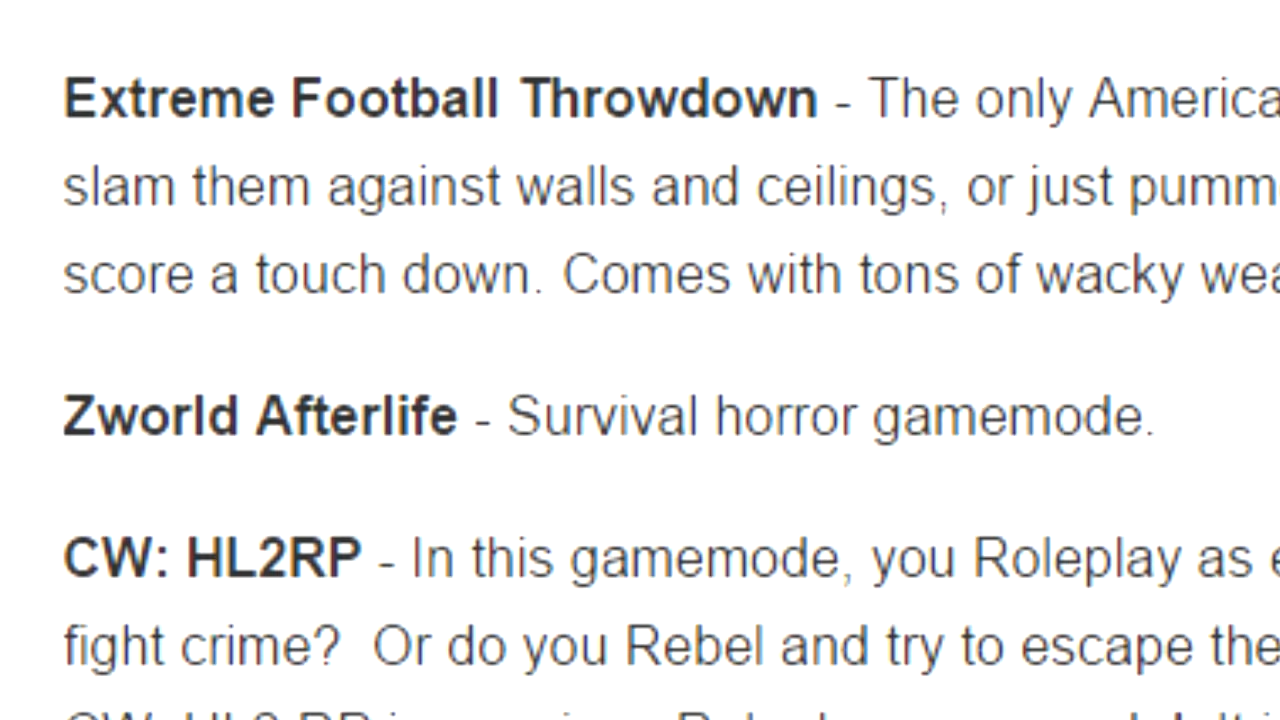 Extreme Football Throwdown - The only America
slam them against walls and ceilings, or just pumm
score a touch down. Comes with tons of wacky wea
Zworld Afterlife - Survival horror gamemode.
CW: HL2RP - In this gamemode, you Roleplay as e
fight crime?  Or do you Rebel and try to escape the